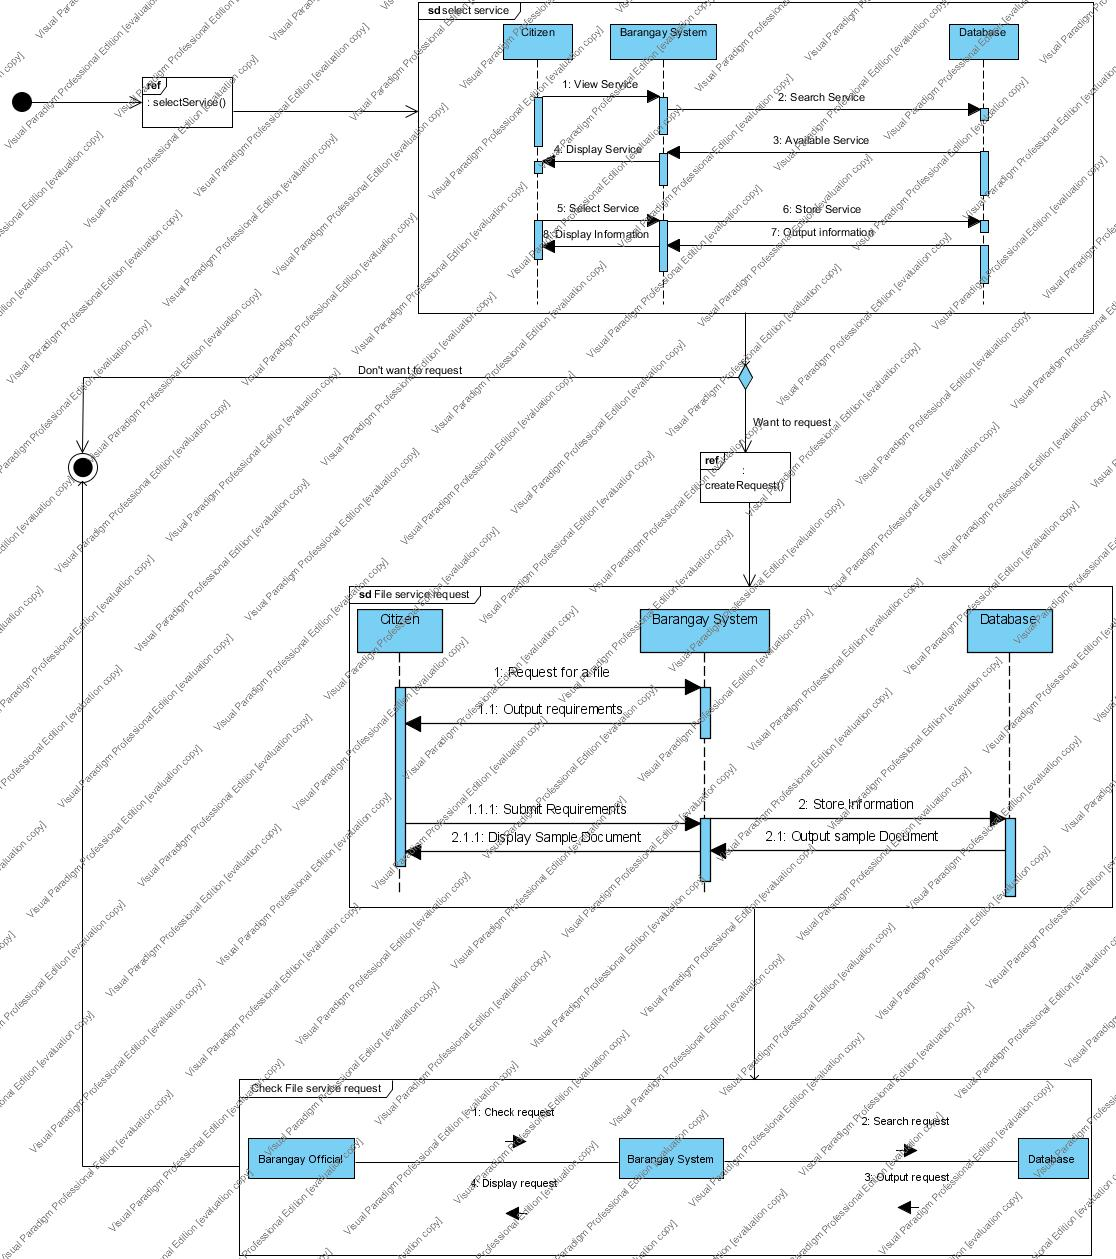 sd select service
Citizen
Barangay System
Database
ref
: selectService()
1: View Service
2: Search Service
3: Available Service
4: Display Service
5: Select Service
6: Store Service
7: Output information
8: Display Information
Don't want to request
Want to request
ref
:
createRequest()
sd File service request
Citizen
Barangay System
Database
1: Request for a file
1.1: Output requirements
1.1.1: Submit Requirements
2: Store Information
2.1.1: Display Sample Document
2.1: Output sample Document
Check File service request
1: Check request
2: Search request
Barangay Official
Barangay System
Database
4: Display request
3: Output request
Visual Paradigm Professional Edition [evaluation copy]